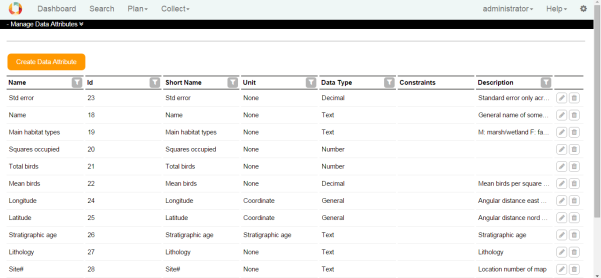 Dashboard Search Plan Collect administrator Help
- Manage Data Attributes
Create Data Attribute
Name Id Short Name Unit Data Type Constraints Description
Std error 23 Std error None Decimal Standard error only acr...
Name 18 Name None Text General name of some...
Main habitat types 19 Main habitat types None Text M: marsh/wetland F: fa...
Squares occupied 20 Squares occupied None Number
Total birds 21 Total birds None Number
Mean birds 22 Mean birds None Decimal Mean birds per square ...
Longitude 24 Longitude Coordinate General Angular distance east ...
Latitude 25 Latitude Coordinate General Angular distance nord ...
Stratigraphic age 26 Stratigraphic age Stratigraphic age Text Stratigraphic age
Lithology 27 Lithology None Text Lithology
Site# 28 Site# None Text Location number of map